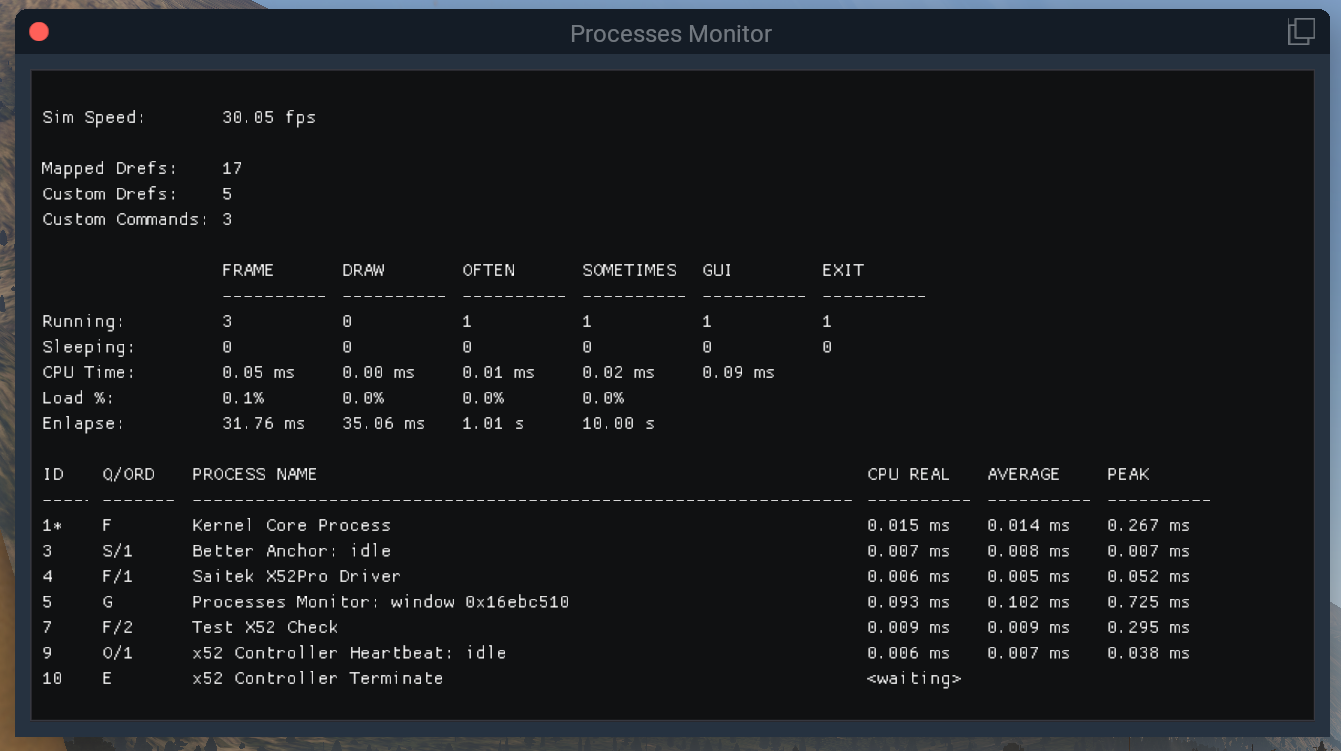 Processes Monitor
Sim Speed: 30.05 fps
Mapped Drefs: 17
Custom Drefs: 5
Custom Commands: 3
FRAME DRAW OFTEN SOMETIMES GUI EXIT
---------- ---------- ---------- ---------- ---------- ----------
Running: 3 0 1 1 1 1
Sleeping: 0 0 0 0 0 0
CPU Time: 0.05 ms 0.00 ms 0.01 ms 0.02 ms 0.09 ms
Load %: 0.1% 0.0% 0.0% 0.0%
Enlapse: 31.76 ms 35.06 ms 1.01 s 10.00 s
ID Q/ORD PROCESS NAME CPU REAL AVERAGE PEAK
----- ------- ---------------------------------------------------------------- ---------- ---------- ----------
1* F Kernel Core Process 0.015 ms 0.014 ms 0.267 ms
3 S/1 Better Anchor: idle 0.007 ms 0.008 ms 0.007 ms
4 F/1 Saitek X52Pro Driver 0.006 ms 0.005 ms 0.052 ms
5 G Processes Monitor: window 0x16ebc510 0.093 ms 0.102 ms 0.725 ms
7 F/2 Test X52 Check 0.009 ms 0.009 ms 0.295 ms
9 O/1 x52 Controller Heartbeat: idle 0.006 ms 0.007 ms 0.038 ms
10 E x52 Controller Terminate <waiting>